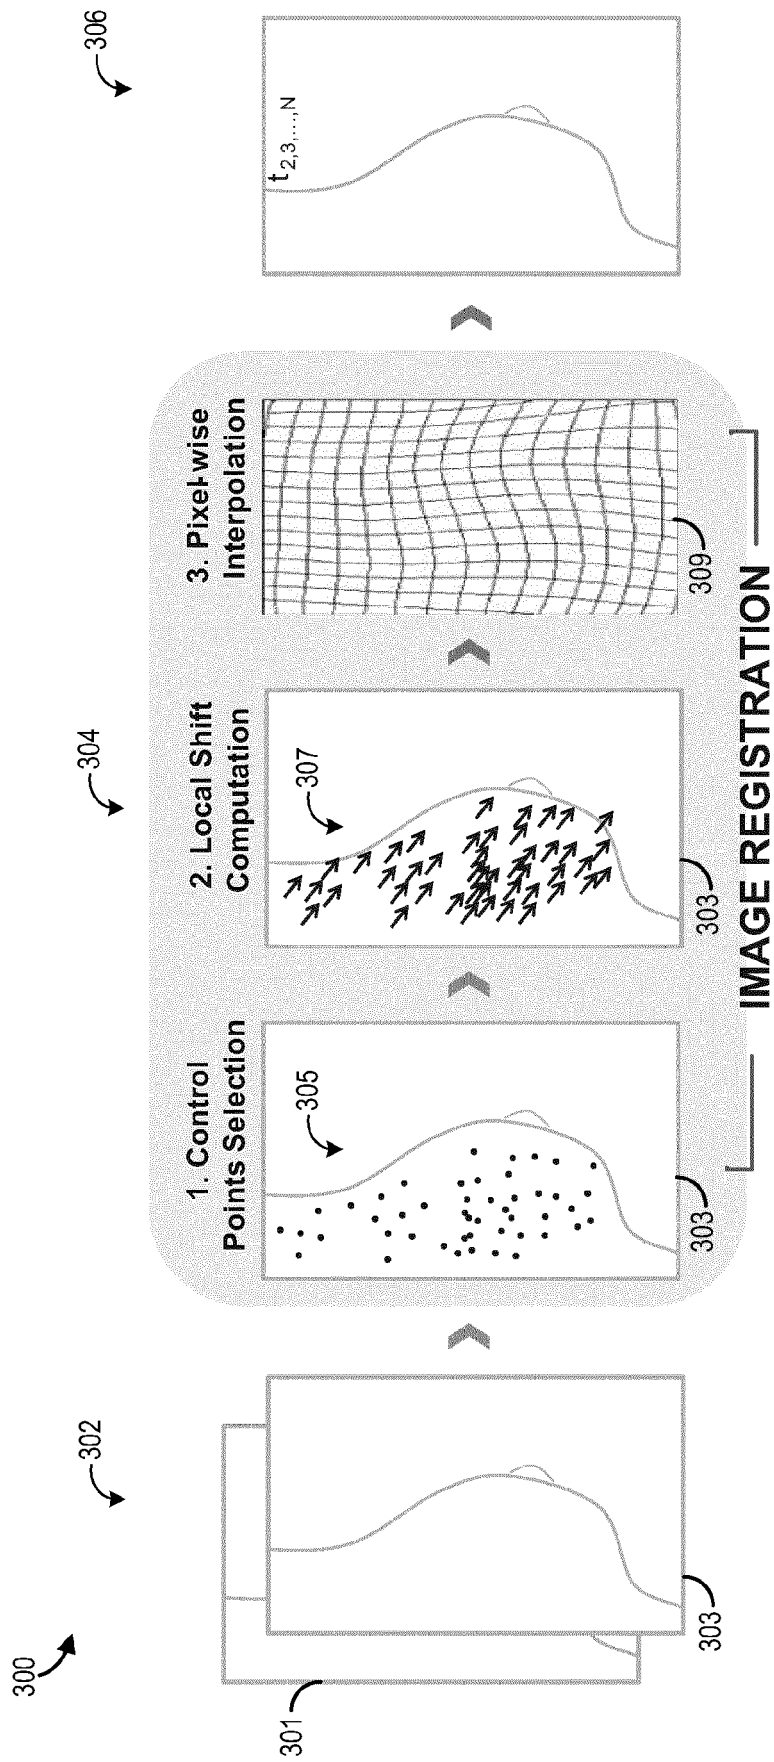 300
302
304
306
301
303
1. Control
Points Selection
305
303
2. Local Shift
Computation
307
303
3. Pixel-wise
Interpolation
309
t2,3,...,N
IMAGE REGISTRATION